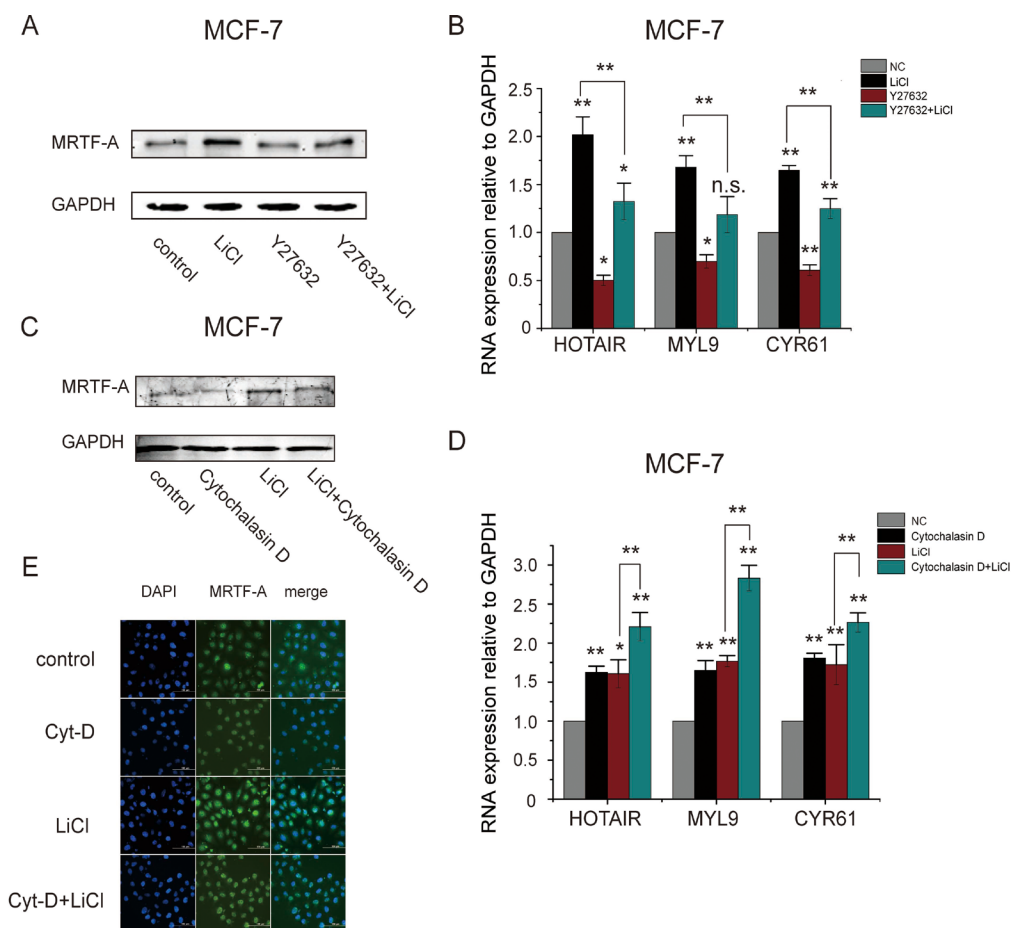 A
MCF-7
MRTF-A
GAPDH
control
LiCl
Y27632
Y27632+LiCl
B
MCF-7
NC
LiCl
Y27632
Y27632+LiCl
RNA expression relative to GAPDH
2.5
2.0
1.5
1.0
0.5
0
**
**
*
*
**
**
*
n.s.
**
**
**
**
HOTAIR
MYL9
CYR61
C
MCF-7
MRTF-A
GAPDH
control
Cytochalasin D
LiCl
LiCl+Cytochalasin D
D
MCF-7
NC
Cytochalasin D
LiCl
Cytochalasin D+LiCl
RNA expression relative to GAPDH
3.0
2.5
2.0
1.5
1.0
0.5
0
**
**
*
**
**
**
**
**
**
**
**
**
HOTAIR
MYL9
CYR61
E
DAPI MRTF-A merge
control
Cyt-D
LiCl
Cyt-D+LiCl